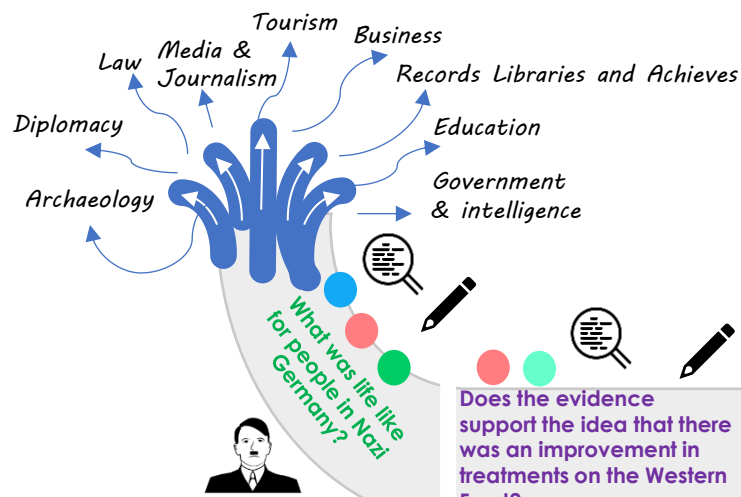 Tourism
Business
Media &
Journalism
Law
Records Libraries and Achieves
Diplomacy
Education
Archaeology
Government
& intelligence
What was life like
for people in Nazi
Germany?
Does the evidence
support the idea that there
was an improvement in
treatments on the Western